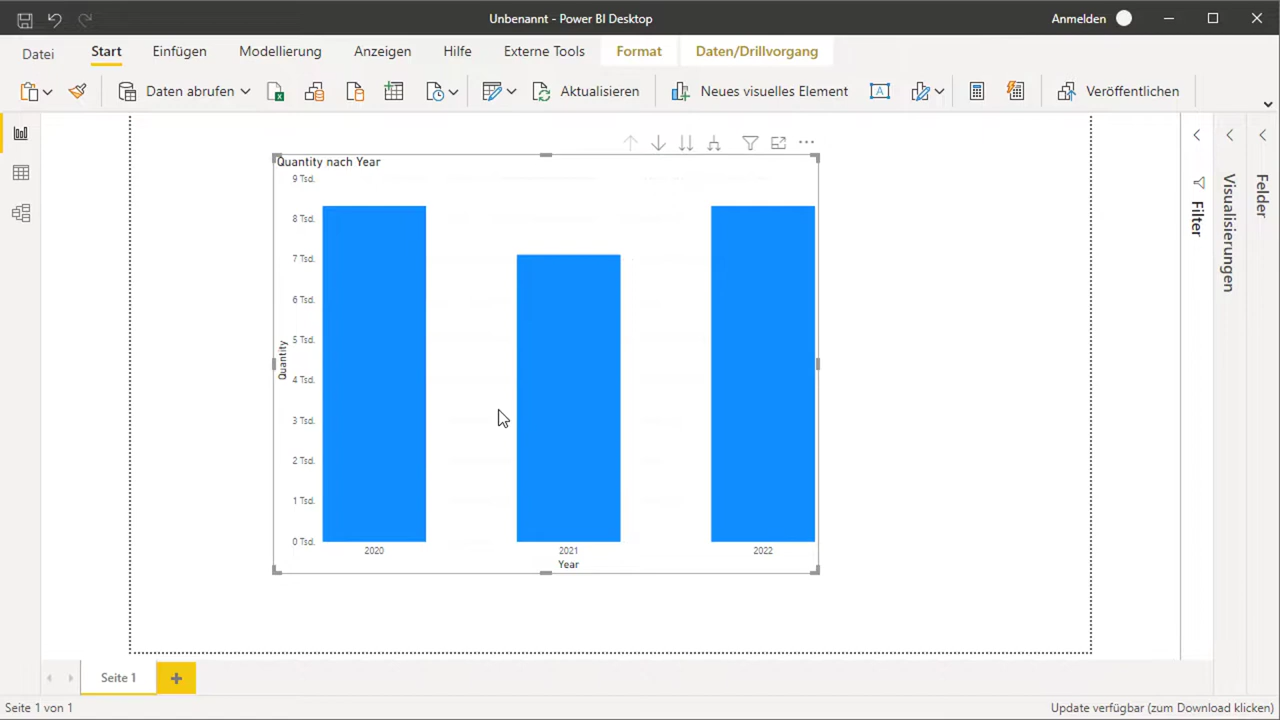 Unbenannt - Power BI Desktop
Anmelden
Datei Start Einfügen Modellierung Anzeigen Hilfe Externe Tools Format Daten/Drillvorgang
Daten abrufen Aktualisieren Neues visuelles Element A Veröffentlichen
Quantity nach Year
9 Tsd.
8 Tsd.
7 Tsd.
6 Tsd.
5 Tsd.
4 Tsd.
3 Tsd.
2 Tsd.
1 Tsd.
0 Tsd.
Quantity
2020 2021 2022
Year
Filter
Visualisierungen
Felder
Seite 1
Seite 1 von 1
Update verfügbar (zum Download klicken)